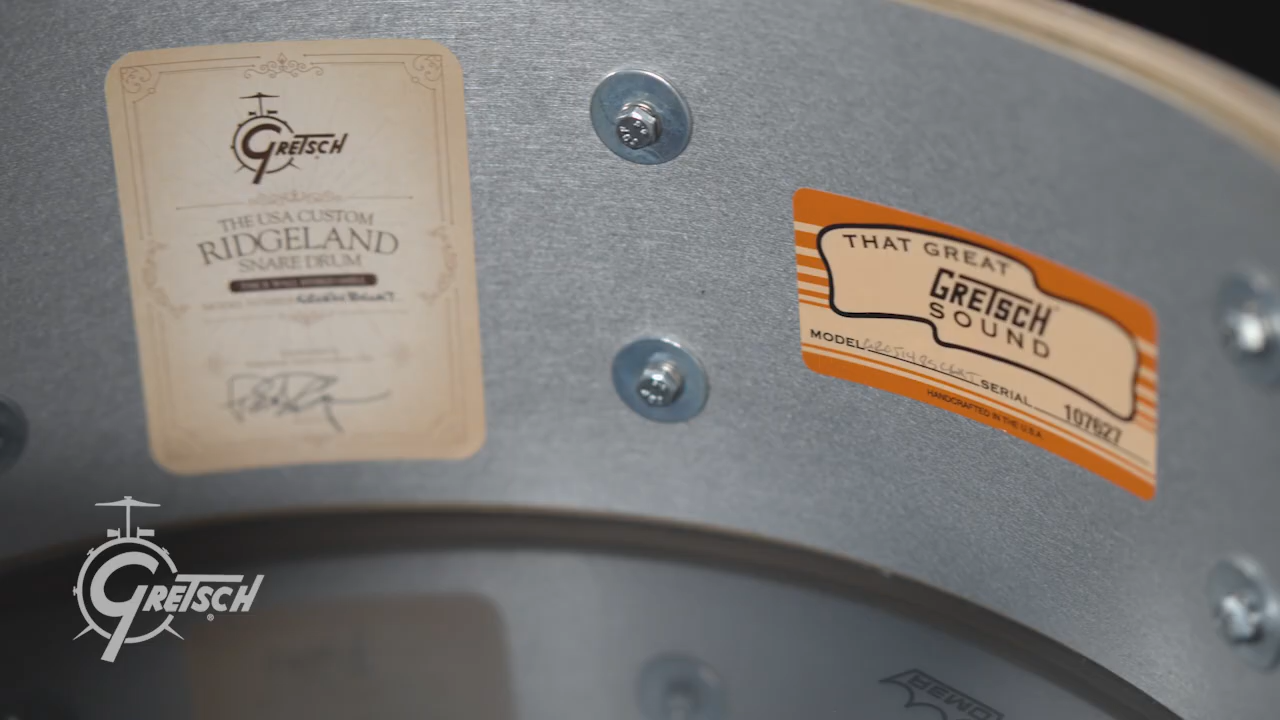 GRETSCH
THE USA CUSTOM
RIDGELAND
SNARE DRUM
THAT GREAT
GRETSCH
SOUND
MODEL
SERIAL 107627
HANDCRAFTED IN THE U.S.A.
GRETSCH®